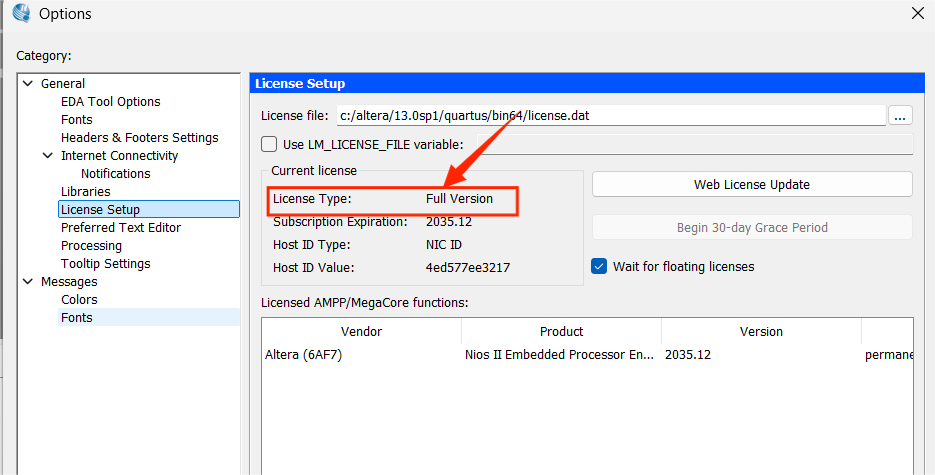 Options
Category:
General
EDA Tool Options
Fonts
Headers & Footers Settings
Internet Connectivity
Notifications
Libraries
License Setup
Preferred Text Editor
Processing
Tooltip Settings
Messages
Colors
Fonts
License Setup
License file: c:/altera/13.0sp1/quartus/bin64/license.dat ...
Use LM_LICENSE_FILE variable:
Current license
License Type: Full Version
Subscription Expiration: 2035.12
Host ID Type: NIC ID
Host ID Value: 4ed577ee3217
Web License Update
Begin 30-day Grace Period
Wait for floating licenses
Licensed AMPP/MegaCore functions:
Vendor Product Version
Altera (6AF7) Nios II Embedded Processor En... 2035.12 permane